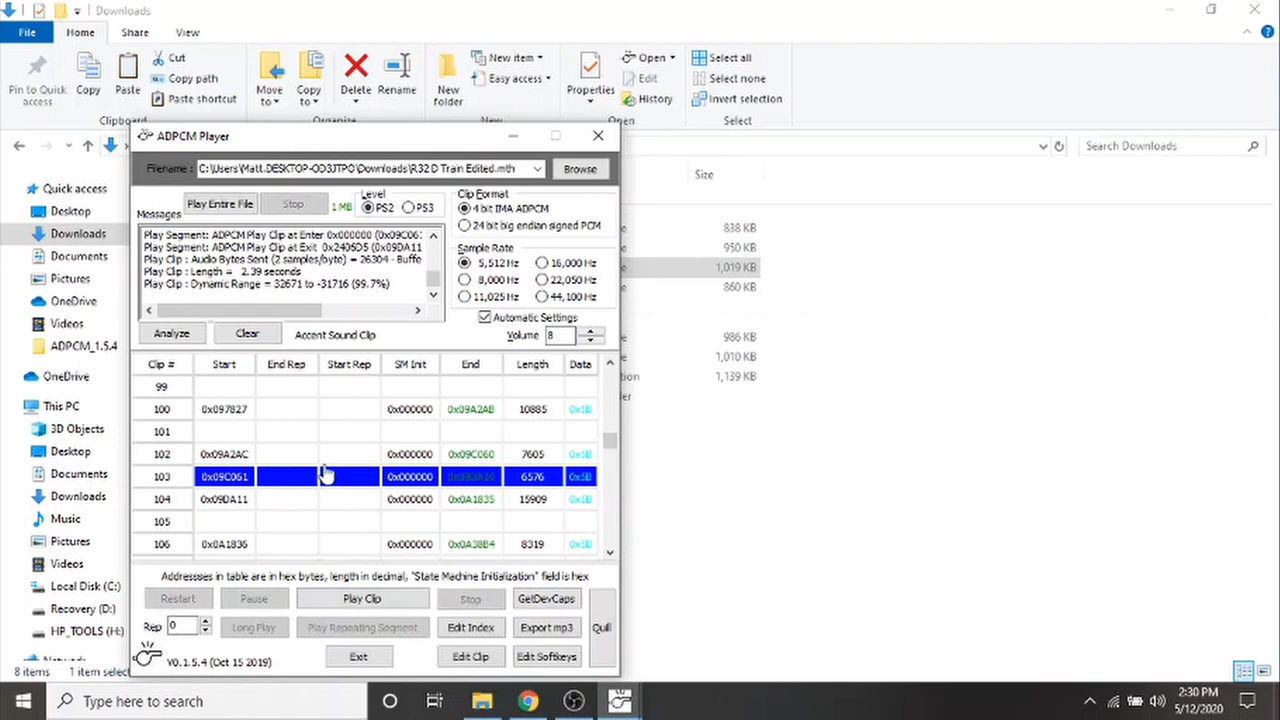 Downloads
File Home Share View
Cut
Copy path
Paste shortcut
Pin to Quick access
Copy
Paste
Move to
Copy to
Delete
Rename
New folder
New item
Easy access
Properties
Open
Edit
History
Select all
Select none
Invert selection
Organize New Open Select
Search Downloads
Quick access
Desktop
Downloads
Documents
Pictures
OneDrive
Videos
ADPCM_1.5.4
OneDrive
This PC
3D Objects
Desktop
Documents
Downloads
Music
Pictures
Videos
Local Disk (C:)
Recovery (D:)
HP_TOOLS (H:)
8 items
ADPCM Player
Filename : C:\Users\Matt.DESKTOP-OD3JTPO\Downloads\R32 D Train Edited.mth Browse
Play Entire File Stop 1 MB
Level
PS2 PS3
Clip Format
4 bit IMA ADPCM
24 bit big endian signed PCM
Messages
Play Segment: ADPCM Play Clip at Enter 0x000000 (0x09C06:
Play Segment: ADPCM Play Clip at Exit 0x2406D5 (0x09DA11
Play Clip : Audio Bytes Sent (2 samples/byte) = 26304 - Buffe
Play Clip : Length = 2.39 seconds
Play Clip : Dynamic Range = 32671 to -31716 (99.7%)
Sample Rate
5,512 Hz 16,000 Hz
8,000 Hz 22,050 Hz
11,025 Hz 44,100 Hz
Automatic Settings
Analyze Clear Accent Sound Clip Volume 8
Clip # Start End Rep Start Rep SM Init End Length Data
99
100 0x097827 0x000000 0x09A2AB 10885 0x5B
101
102 0x09A2AC 0x000000 0x09C060 7605 0x5B
103 0x09C061 0x000000 0x09DA10 6576 0x5B
104 0x09DA11 0x000000 0x0A1835 15909 0x5B
105
106 0x0A1836 0x000000 0x0A38B4 8319 0x5B
Addressses in table are in hex bytes, length in decimal, "State Machine Initialization" field is hex
Restart Pause Play Clip Stop GetDevCaps
Rep 0 Long Play Play Repeating Segment Edit Index Export mp3 Quill
V0.1.5.4 (Oct 15 2019) Exit Edit Clip Edit Softkeys
Size
838 KB
950 KB
1,019 KB
860 KB
986 KB
1,010 KB
1,139 KB
Type here to search
2:30 PM
5/12/2020